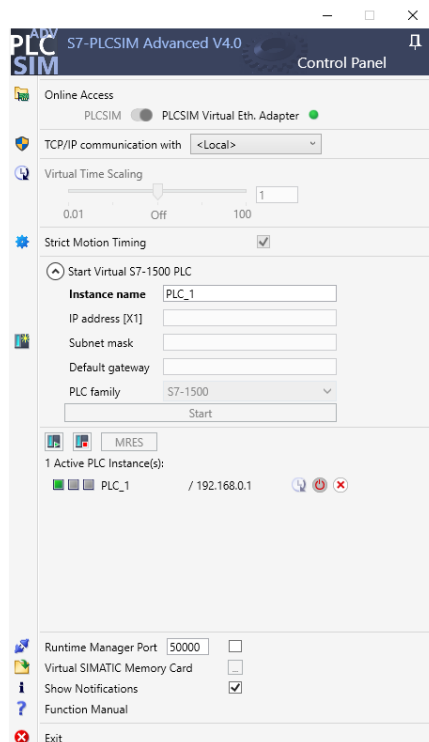 ADV
PLC
SIM
S7-PLCSIM Advanced V4.0
Control Panel
Online Access
PLCSIM PLCSIM Virtual Eth. Adapter
TCP/IP communication with <Local>
Virtual Time Scaling
1
0.01 Off 100
Strict Motion Timing
Start Virtual S7-1500 PLC
Instance name PLC_1
IP address [X1]
Subnet mask
Default gateway
PLC family S7-1500
Start
MRES
1 Active PLC Instance(s):
PLC_1 / 192.168.0.1
Runtime Manager Port 50000
Virtual SIMATIC Memory Card ...
Show Notifications
Function Manual
Exit